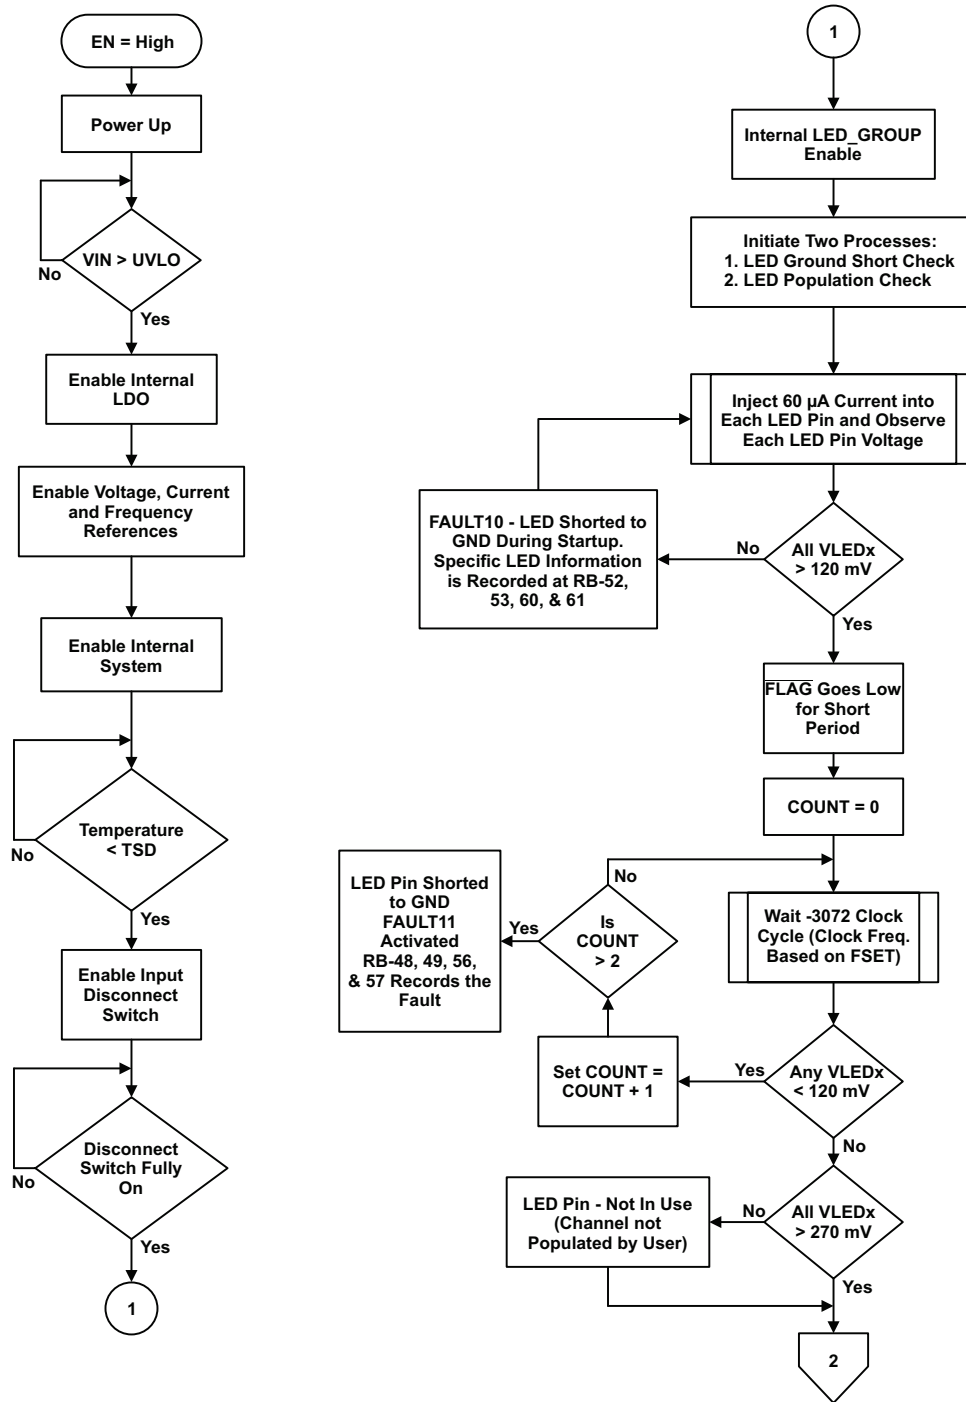 EN = High
Power Up
VIN > UVLO
No
Yes
Enable Internal
LDO
Enable Voltage, Current
and Frequency
References
Enable Internal
System
Temperature
< TSD
No
Yes
Enable Input
Disconnect
Switch
Disconnect
Switch Fully
On
No
Yes
1
1
Internal LED_GROUP
Enable
Initiate Two Processes:
1. LED Ground Short Check
2. LED Population Check
Inject 60 µA Current into
Each LED Pin and Observe
Each LED Pin Voltage
FAULT10 - LED Shorted to
GND During Startup.
Specific LED Information
is Recorded at RB-52,
53, 60, & 61
No
All VLEDx
> 120 mV
Yes
FLAG Goes Low
for Short
Period
COUNT = 0
No
LED Pin Shorted
to GND
FAULT11
Activated
RB-48, 49, 56,
& 57 Records the
Fault
Yes
Is
COUNT
> 2
Wait -3072 Clock
Cycle (Clock Freq.
Based on FSET)
Set COUNT =
COUNT + 1
Yes
Any VLEDx
< 120 mV
No
LED Pin - Not In Use
(Channel not
Populated by User)
No
All VLEDx
> 270 mV
Yes
2